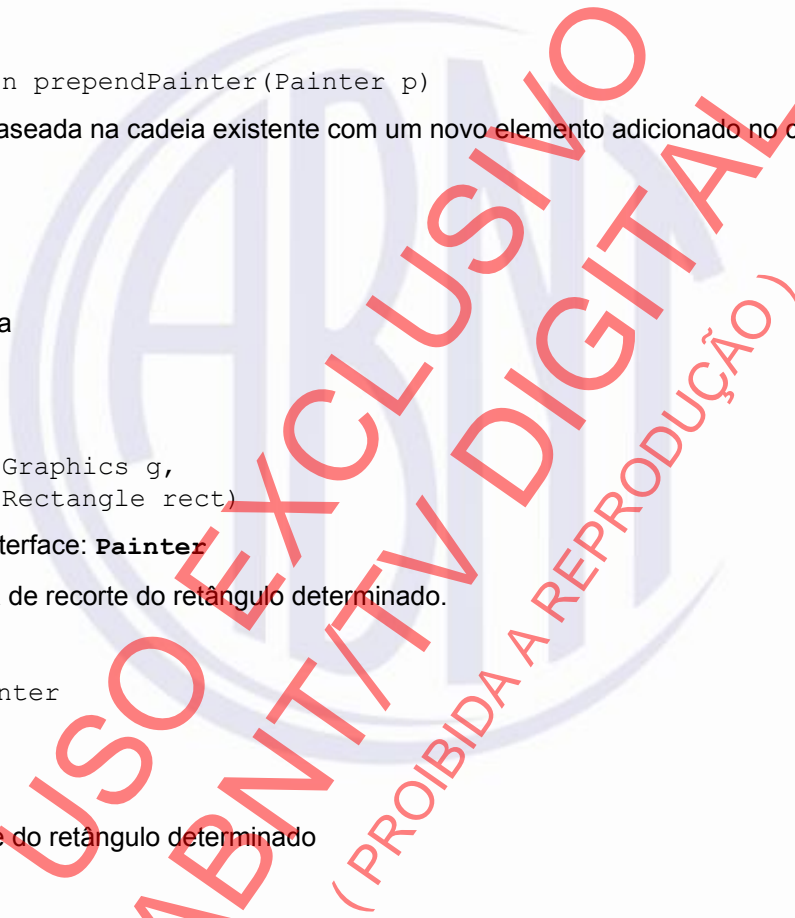 n prependPainter(Painter p)
aseada na cadeia existente com um novo elemento adicionado no
a
Graphics g,
Rectangle rect)
terface: Painter
de recorte do retângulo determinado.
nter
e do retângulo determinado
ABNT
USO EXCLUSIVO
ABNT/TV DIGITAL
( PROIBIDA A REPRODUÇÃO )